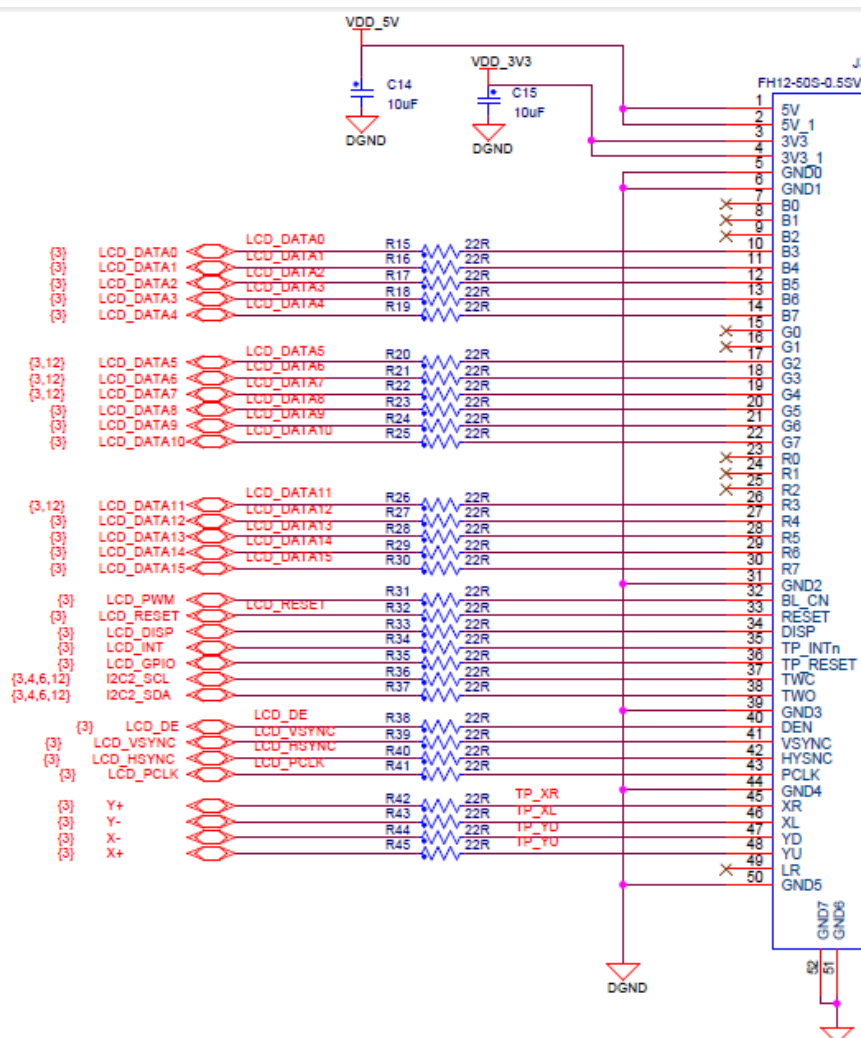 VDD_5V
VDD_3V3
C14
10uF
DGND
C15
10uF
DGND
FH12-50S-0.5SV
1 5V
2 5V_1
3 3V3
4 3V3_1
5 GND0
6 GND1
7 B0
8 B1
9 B2
{3} LCD_DATA0 LCD_DATA0 R15 22R 10 B3
{3} LCD_DATA1 LCD_DATA1 R16 22R 11 B4
{3} LCD_DATA2 LCD_DATA2 R17 22R 12 B5
{3} LCD_DATA3 LCD_DATA3 R18 22R 13 B6
{3} LCD_DATA4 LCD_DATA4 R19 22R 14 B7
15 G0
16 G1
{3,12} LCD_DATA5 LCD_DATA5 R20 22R 17 G2
{3,12} LCD_DATA6 LCD_DATA6 R21 22R 18 G3
{3,12} LCD_DATA7 LCD_DATA7 R22 22R 19 G4
{3} LCD_DATA8 LCD_DATA8 R23 22R 20 G5
{3} LCD_DATA9 LCD_DATA9 R24 22R 21 G6
{3} LCD_DATA10 LCD_DATA10 R25 22R 22 G7
23 R0
24 R1
25 R2
{3,12} LCD_DATA11 LCD_DATA11 R26 22R 26 R3
{3} LCD_DATA12 LCD_DATA12 R27 22R 27 R4
{3} LCD_DATA13 LCD_DATA13 R28 22R 28 R5
{3} LCD_DATA14 LCD_DATA14 R29 22R 29 R6
{3} LCD_DATA15 LCD_DATA15 R30 22R 30 R7
31 GND2
{3} LCD_PWM R31 22R 32 BL_CN
{3} LCD_RESET LCD_RESET R32 22R 33 RESET
{3} LCD_DISP R33 22R 34 DISP
{3} LCD_INT R34 22R 35 TP_INTn
{3} LCD_GPIO R35 22R 36 TP_RESET
{3,4,6,12} I2C2_SCL R36 22R 37 TWC
{3,4,6,12} I2C2_SDA R37 22R 38 TWO
39 GND3
{3} LCD_DE LCD_DE R38 22R 40 DEN
{3} LCD_VSYNC LCD_VSYNC R39 22R 41 VSYNC
{3} LCD_HSYNC LCD_HSYNC R40 22R 42 HYSNC
{3} LCD_PCLK LCD_PCLK R41 22R 43 PCLK
44 GND4
{3} Y+ R42 22R TP_XR 45 XR
{3} Y- R43 22R TP_XL 46 XL
{3} X- R44 22R TP_YD 47 YD
{3} X+ R45 22R TP_YU 48 YU
49 LR
50 GND5
GND7
GND6
52
51
DGND